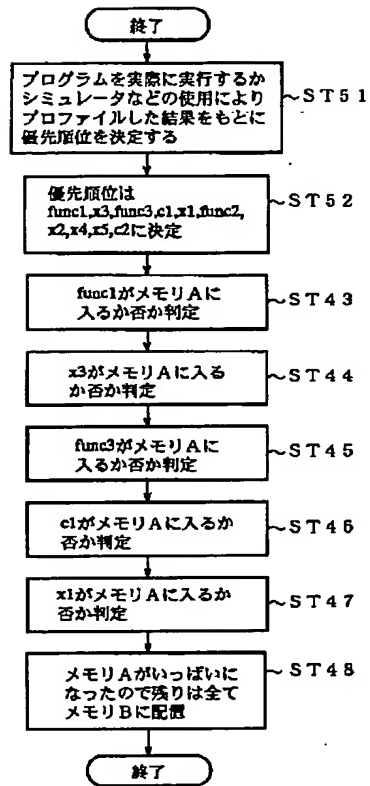 終了
プログラムを実際に実行するか
シミュレータなどの使用により
プロファイルした結果をもとに
優先順位を決定する
~ST51
優先順位は
func1,x3,func3,c1,x1,func2,
x2,x4,x5,c2に決定
~ST52
func1がメモリAに
入るか否か判定
~ST43
x3がメモリAに入る
か否か判定
~ST44
func3がメモリAに
入るか否か判定
~ST45
c1がメモリAに入るか
否か判定
~ST46
x1がメモリAに入るか
否か判定
~ST47
メモリAがいっぱいに
なったので残りは全て
メモリBに配置
~ST48
終了